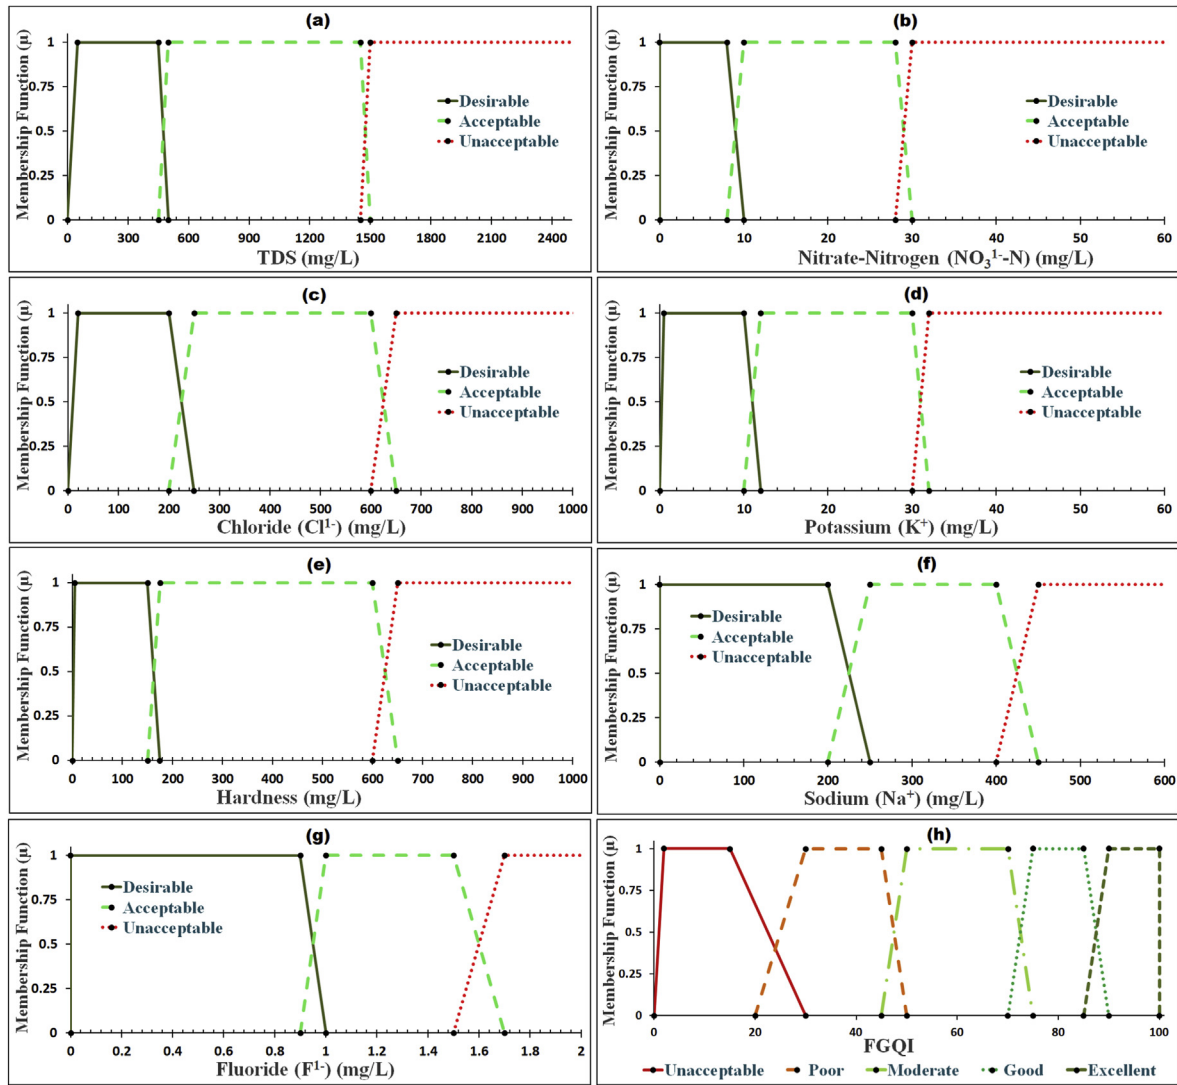 (a)
Membership Function (μ)
1
0.75
0.5
0.25
0
Desirable
Acceptable
Unacceptable
0 300 600 900 1200 1500 1800 2100 2400
TDS (mg/L)
(b)
Membership Function (μ)
1
0.75
0.5
0.25
0
Desirable
Acceptable
Unacceptable
0 10 20 30 40 50 60
Nitrate-Nitrogen (NO₃¹⁻-N) (mg/L)
(c)
Membership Function (μ)
1
0.75
0.5
0.25
0
Desirable
Acceptable
Unacceptable
0 100 200 300 400 500 600 700 800 900 1000
Chloride (Cl¹⁻) (mg/L)
(d)
Membership Function (μ)
1
0.75
0.5
0.25
0
Desirable
Acceptable
Unacceptable
0 10 20 30 40 50 60
Potassium (K⁺) (mg/L)
(e)
Membership Function (μ)
1
0.75
0.5
0.25
0
Desirable
Acceptable
Unacceptable
0 100 200 300 400 500 600 700 800 900 1000
Hardness (mg/L)
(f)
Membership Function (μ)
1
0.75
0.5
0.25
0
Desirable
Acceptable
Unacceptable
0 100 200 300 400 500 600
Sodium (Na⁺) (mg/L)
(g)
Membership Function (μ)
1
0.75
0.5
0.25
0
Desirable
Acceptable
Unacceptable
0 0.2 0.4 0.6 0.8 1 1.2 1.4 1.6 1.8 2
Fluoride (F¹⁻) (mg/L)
(h)
Membership Function (μ)
1
0.75
0.5
0.25
0
0 20 40 60 80 100
FGQI
Unacceptable Poor Moderate Good Excellent